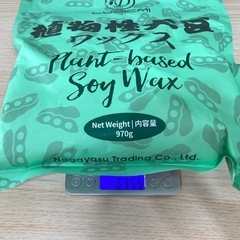 植物性大豆
ワックス
Plant-based
Soy Wax
Net Weight | 内容量
970g
Nagayasu Trading Co., Ltd.